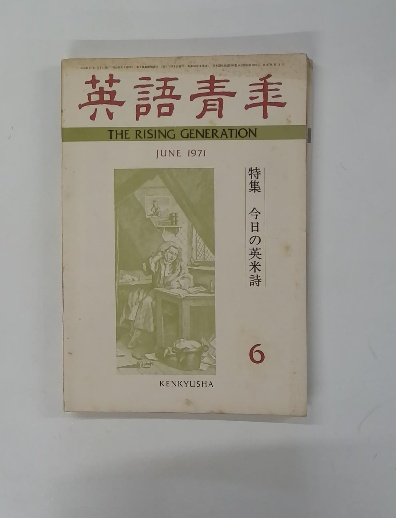 英語青年
THE RISING GENERATION
JUNE 1971
特集 今日の英米詩
6
KENKYUSHA